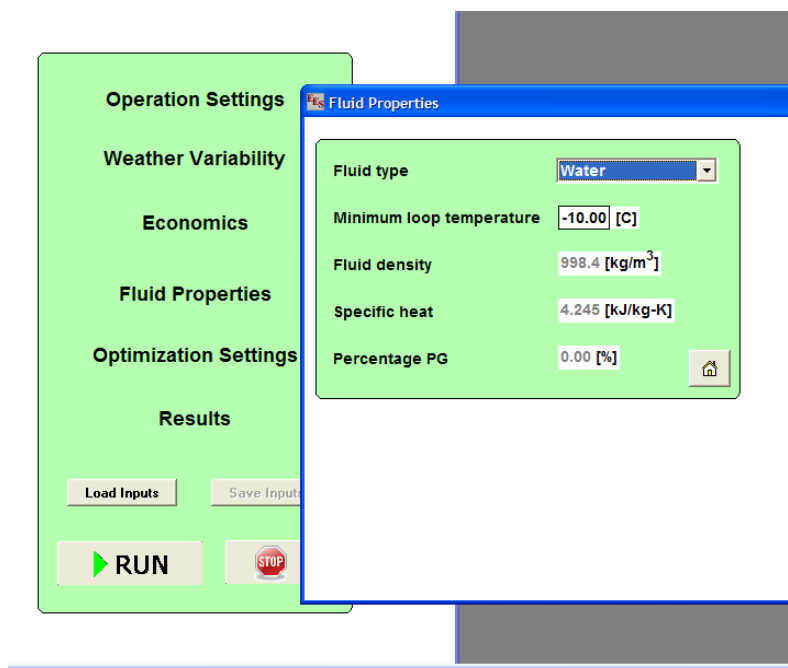 Operation Settings
Weather Variability
Economics
Fluid Properties
Optimization Settings
Results
Load Inputs
Save Input
RUN
STOP
EES Fluid Properties
Fluid type Water
Minimum loop temperature -10.00 [C]
Fluid density 998.4 [kg/m³]
Specific heat 4.245 [kJ/kg-K]
Percentage PG 0.00 [%]